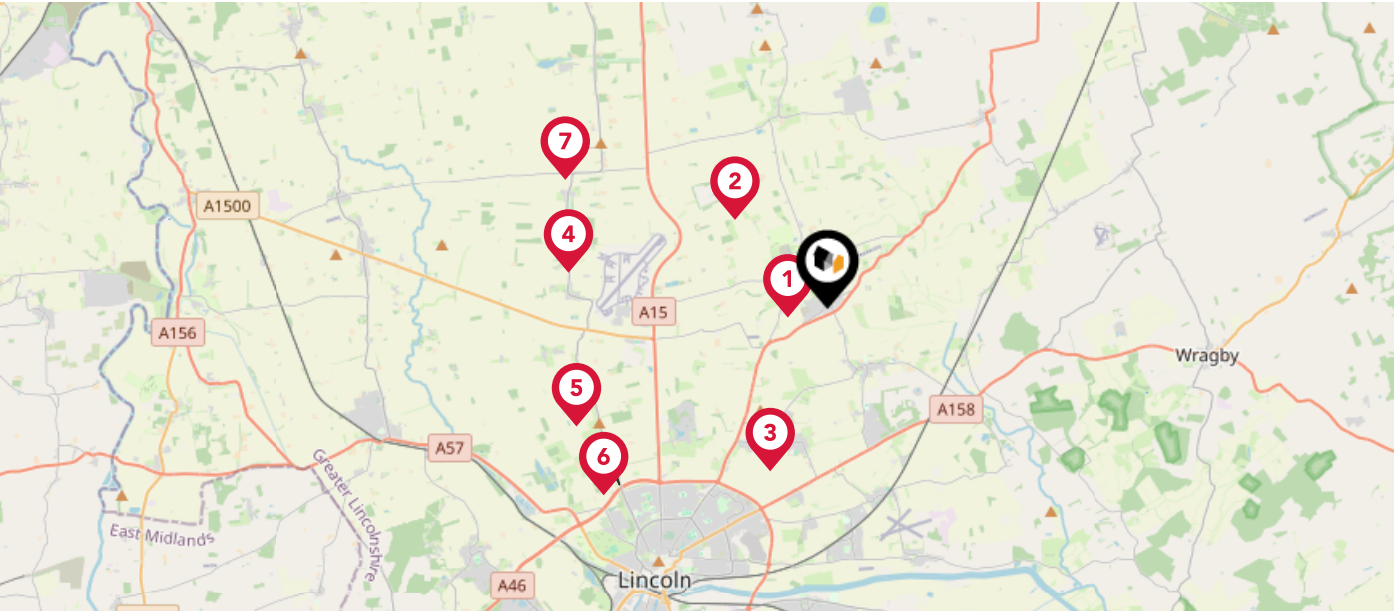 7
2
A1500
4
1
A15
A156
Wragby
5
A158
3
A57
6
Greater Lincolnshire
East Midlands
Lincoln
A46